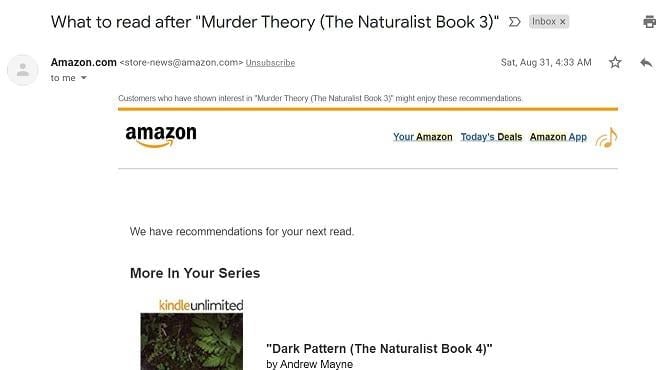 What to read after "Murder Theory (The Naturalist Book 3)" Inbox x
Amazon.com <store-news@amazon.com> Unsubscribe Sat, Aug 31, 4:33 AM
to me
Customers who have shown interest in "Murder Theory (The Naturalist Book 3)" might enjoy these recommendations.
amazon Your Amazon Today's Deals Amazon App
We have recommendations for your next read.
More In Your Series
kindleunlimited
"Dark Pattern (The Naturalist Book 4)"
by Andrew Mayne